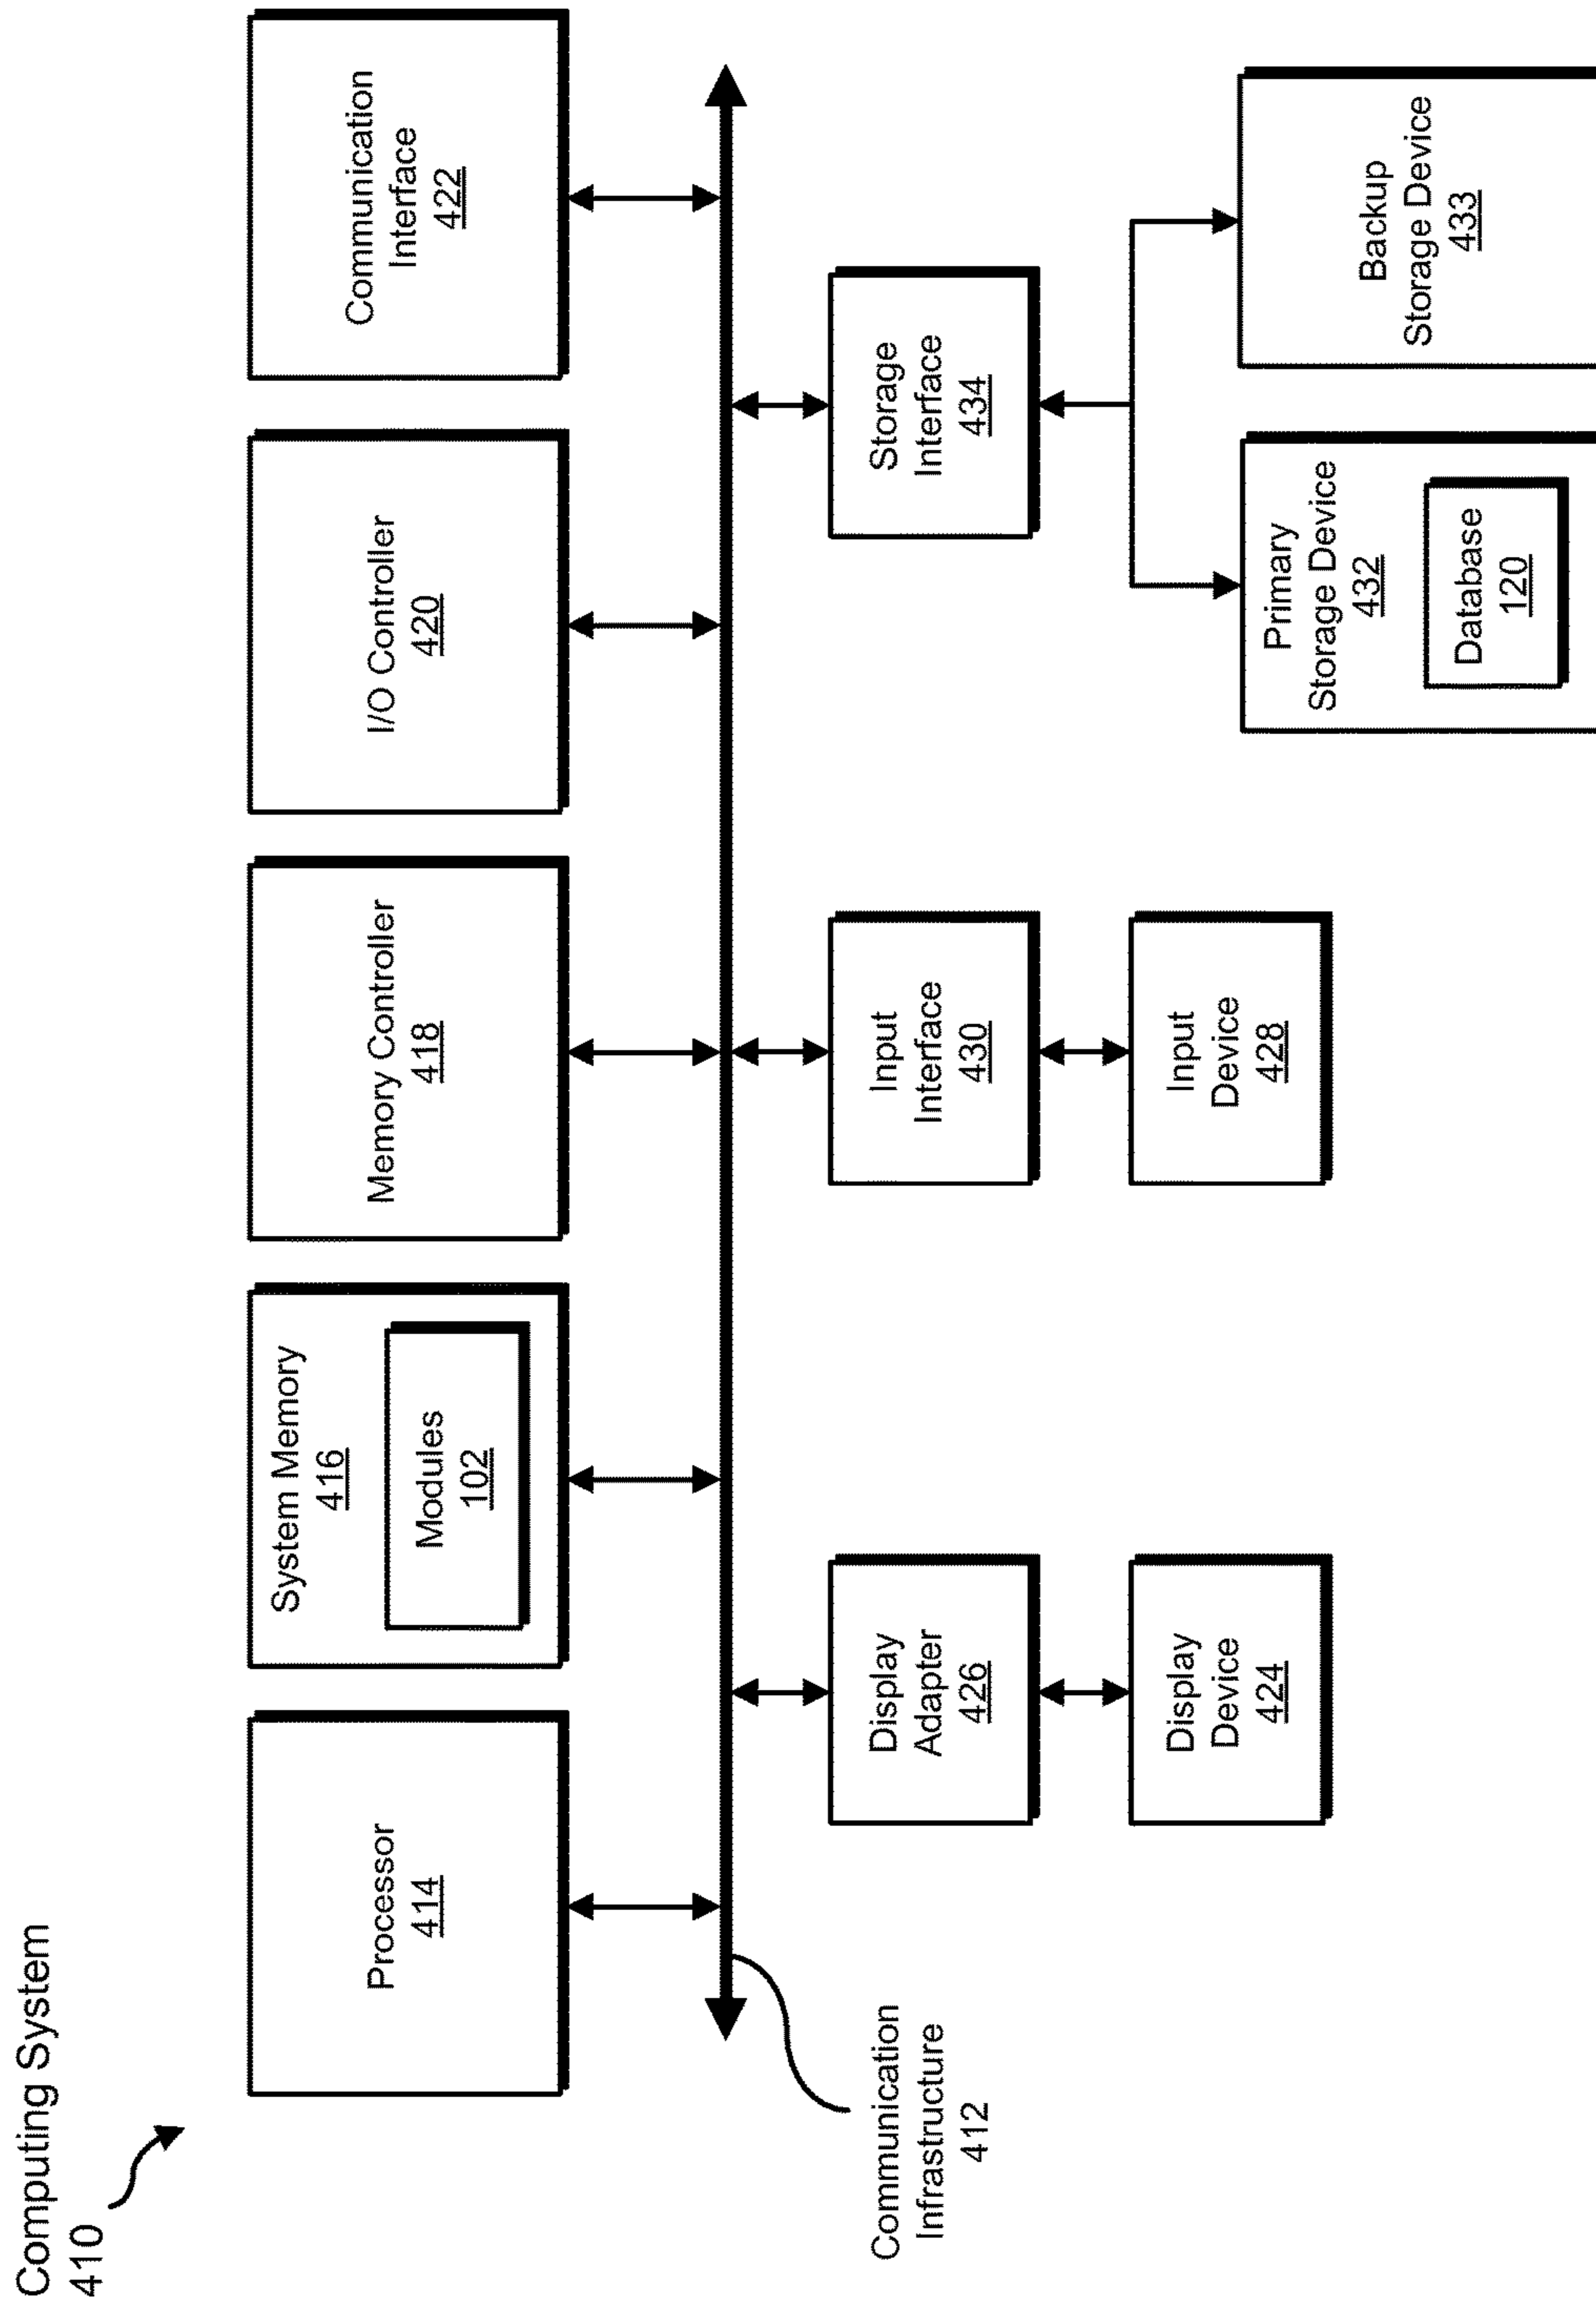 Computing System
410
Processor
414
System Memory
416
Modules
102
Memory Controller
418
I/O Controller
420
Communication
Interface
422
Communication
Infrastructure
412
Display
Adapter
426
Input
Interface
430
Storage
Interface
434
Display
Device
424
Input
Device
428
Primary
Storage Device
432
Database
120
Backup
Storage Device
433